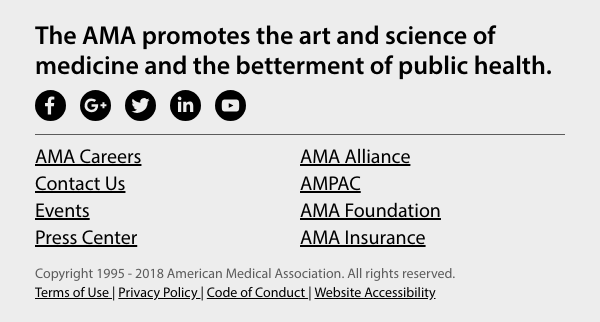 The AMA promotes the art and science of
medicine and the betterment of public health.
f G+ in
AMA Careers
AMA Alliance
Contact Us
AMPAC
Events
AMA Foundation
Press Center
AMA Insurance
Copyright 1995 - 2018 American Medical Association. All rights reserved.
Terms of Use | Privacy Policy | Code of Conduct | Website Accessibility